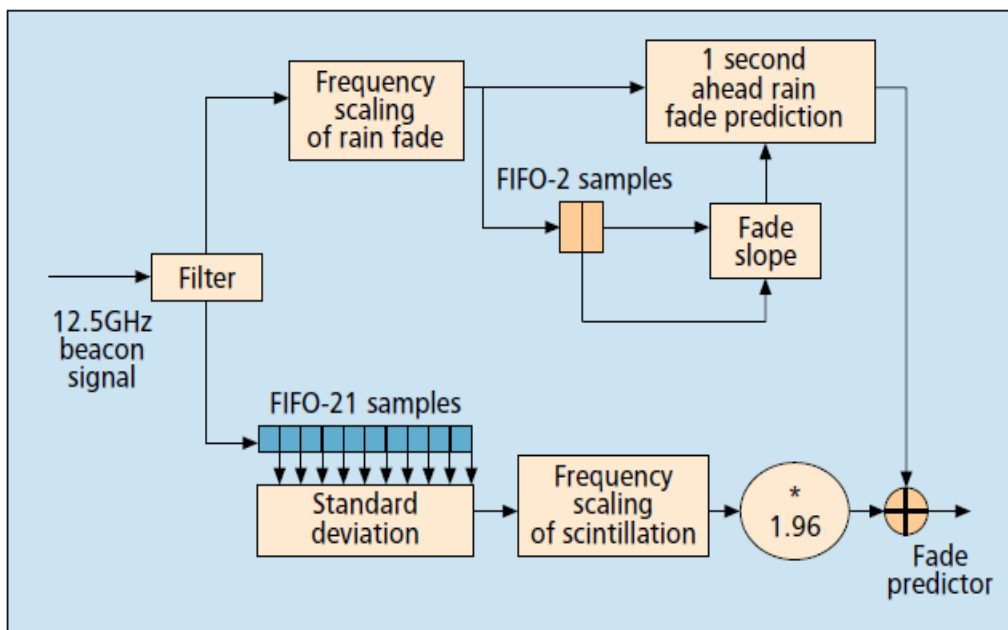 Frequency
scaling
of rain fade
1 second
ahead rain
fade prediction
FIFO-2 samples
Fade
slope
Filter
12.5GHz
beacon
signal
FIFO-21 samples
Standard
deviation
Frequency
scaling
of scintillation
*
1.96
Fade
predictor